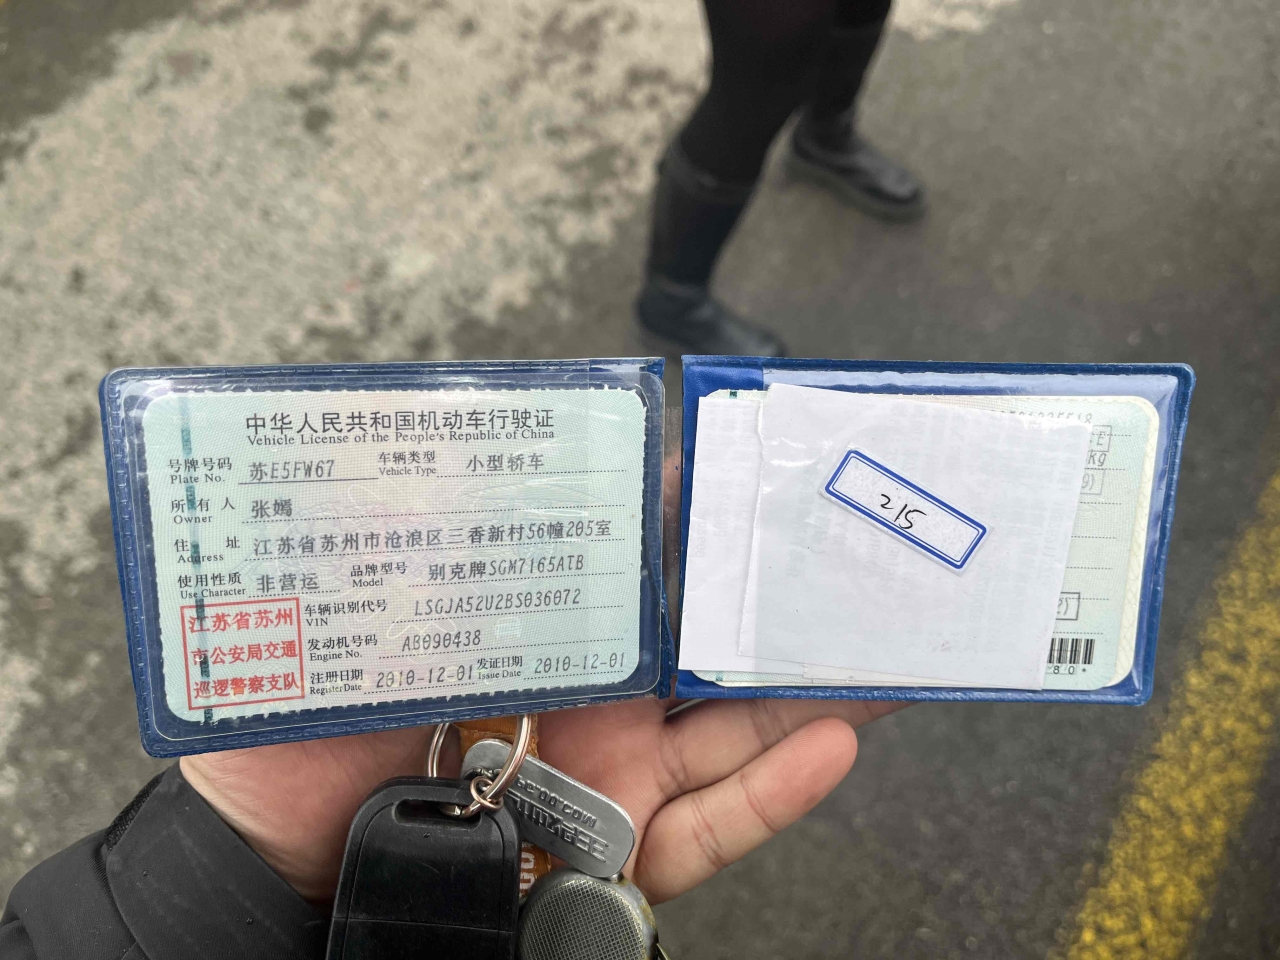 中华人民共和国机动车行驶证
Vehicle License of the People's Republic of China
号牌号码 苏E5FW67 车辆类型 小型轿车
Plate No. Vehicle Type
所有人 张嫣
Owner
住址 江苏省苏州市沧浪区三香新村56幢205室
Address
使用性质 非营运 品牌型号 别克牌SGM7165ATB
Use Character Model
江苏省苏州
市公安局交通
巡逻警察支队
车辆识别代号 LSGJA52U2BS036072
VIN
发动机号码 AB090438
Engine No.
注册日期 2010-12-01 发证日期 2010-12-01
Register Date Issue Date
215
kg